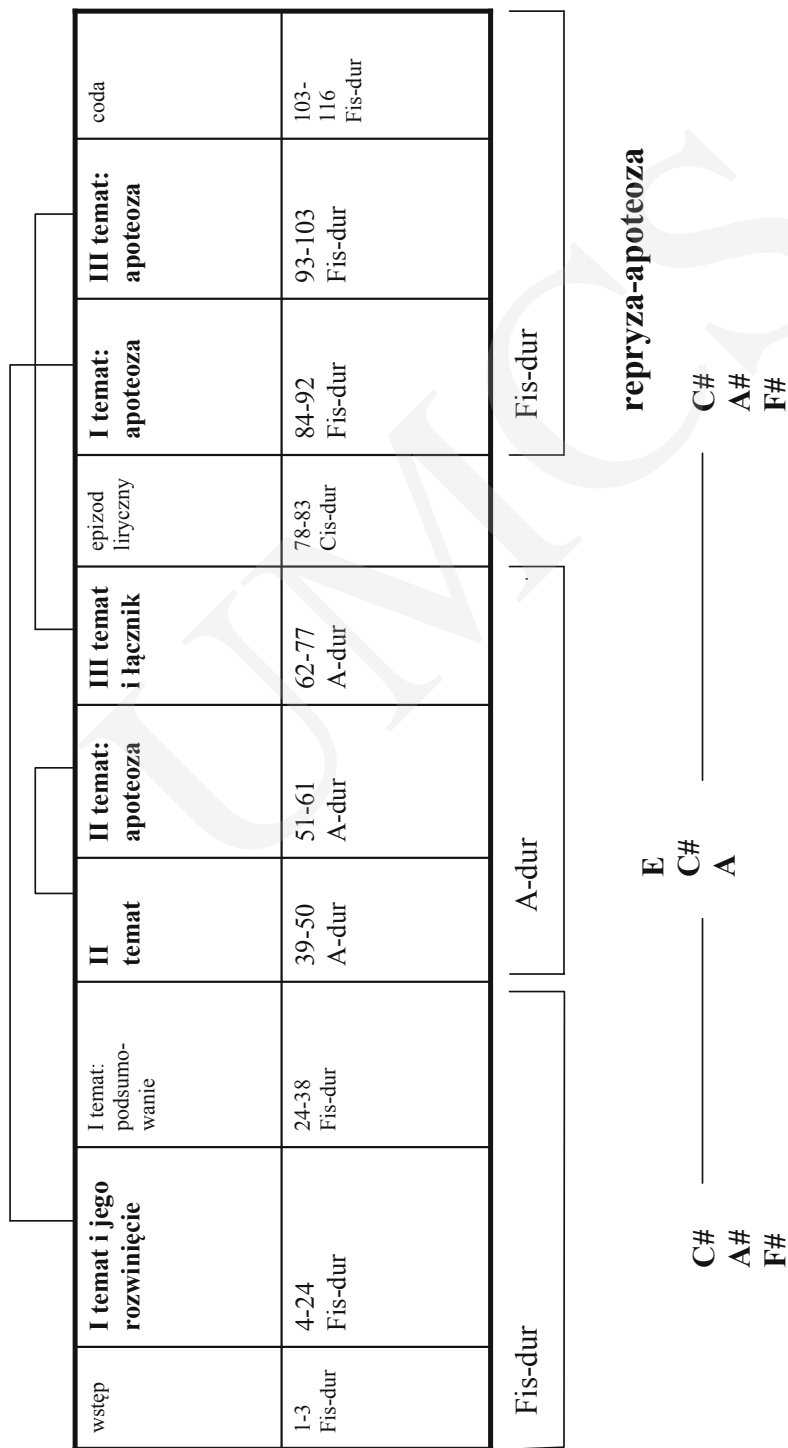 wstęp
I temat i jego
rozwinięcie
I temat:
podsumo-
wanie
II
temat
II temat:
apoteoza
III temat
i łącznik
epizod
liryczny
I temat:
apoteoza
III temat:
apoteoza
coda
1-3
Fis-dur
4-24
Fis-dur
24-38
Fis-dur
39-50
A-dur
51-61
A-dur
62-77
A-dur
78-83
Cis-dur
84-92
Fis-dur
93-103
Fis-dur
103-
116
Fis-dur
Fis-dur
A-dur
Fis-dur
repryza-apoteoza
C#
A#
F#
E
C#
A
C#
A#
F#
UMCS